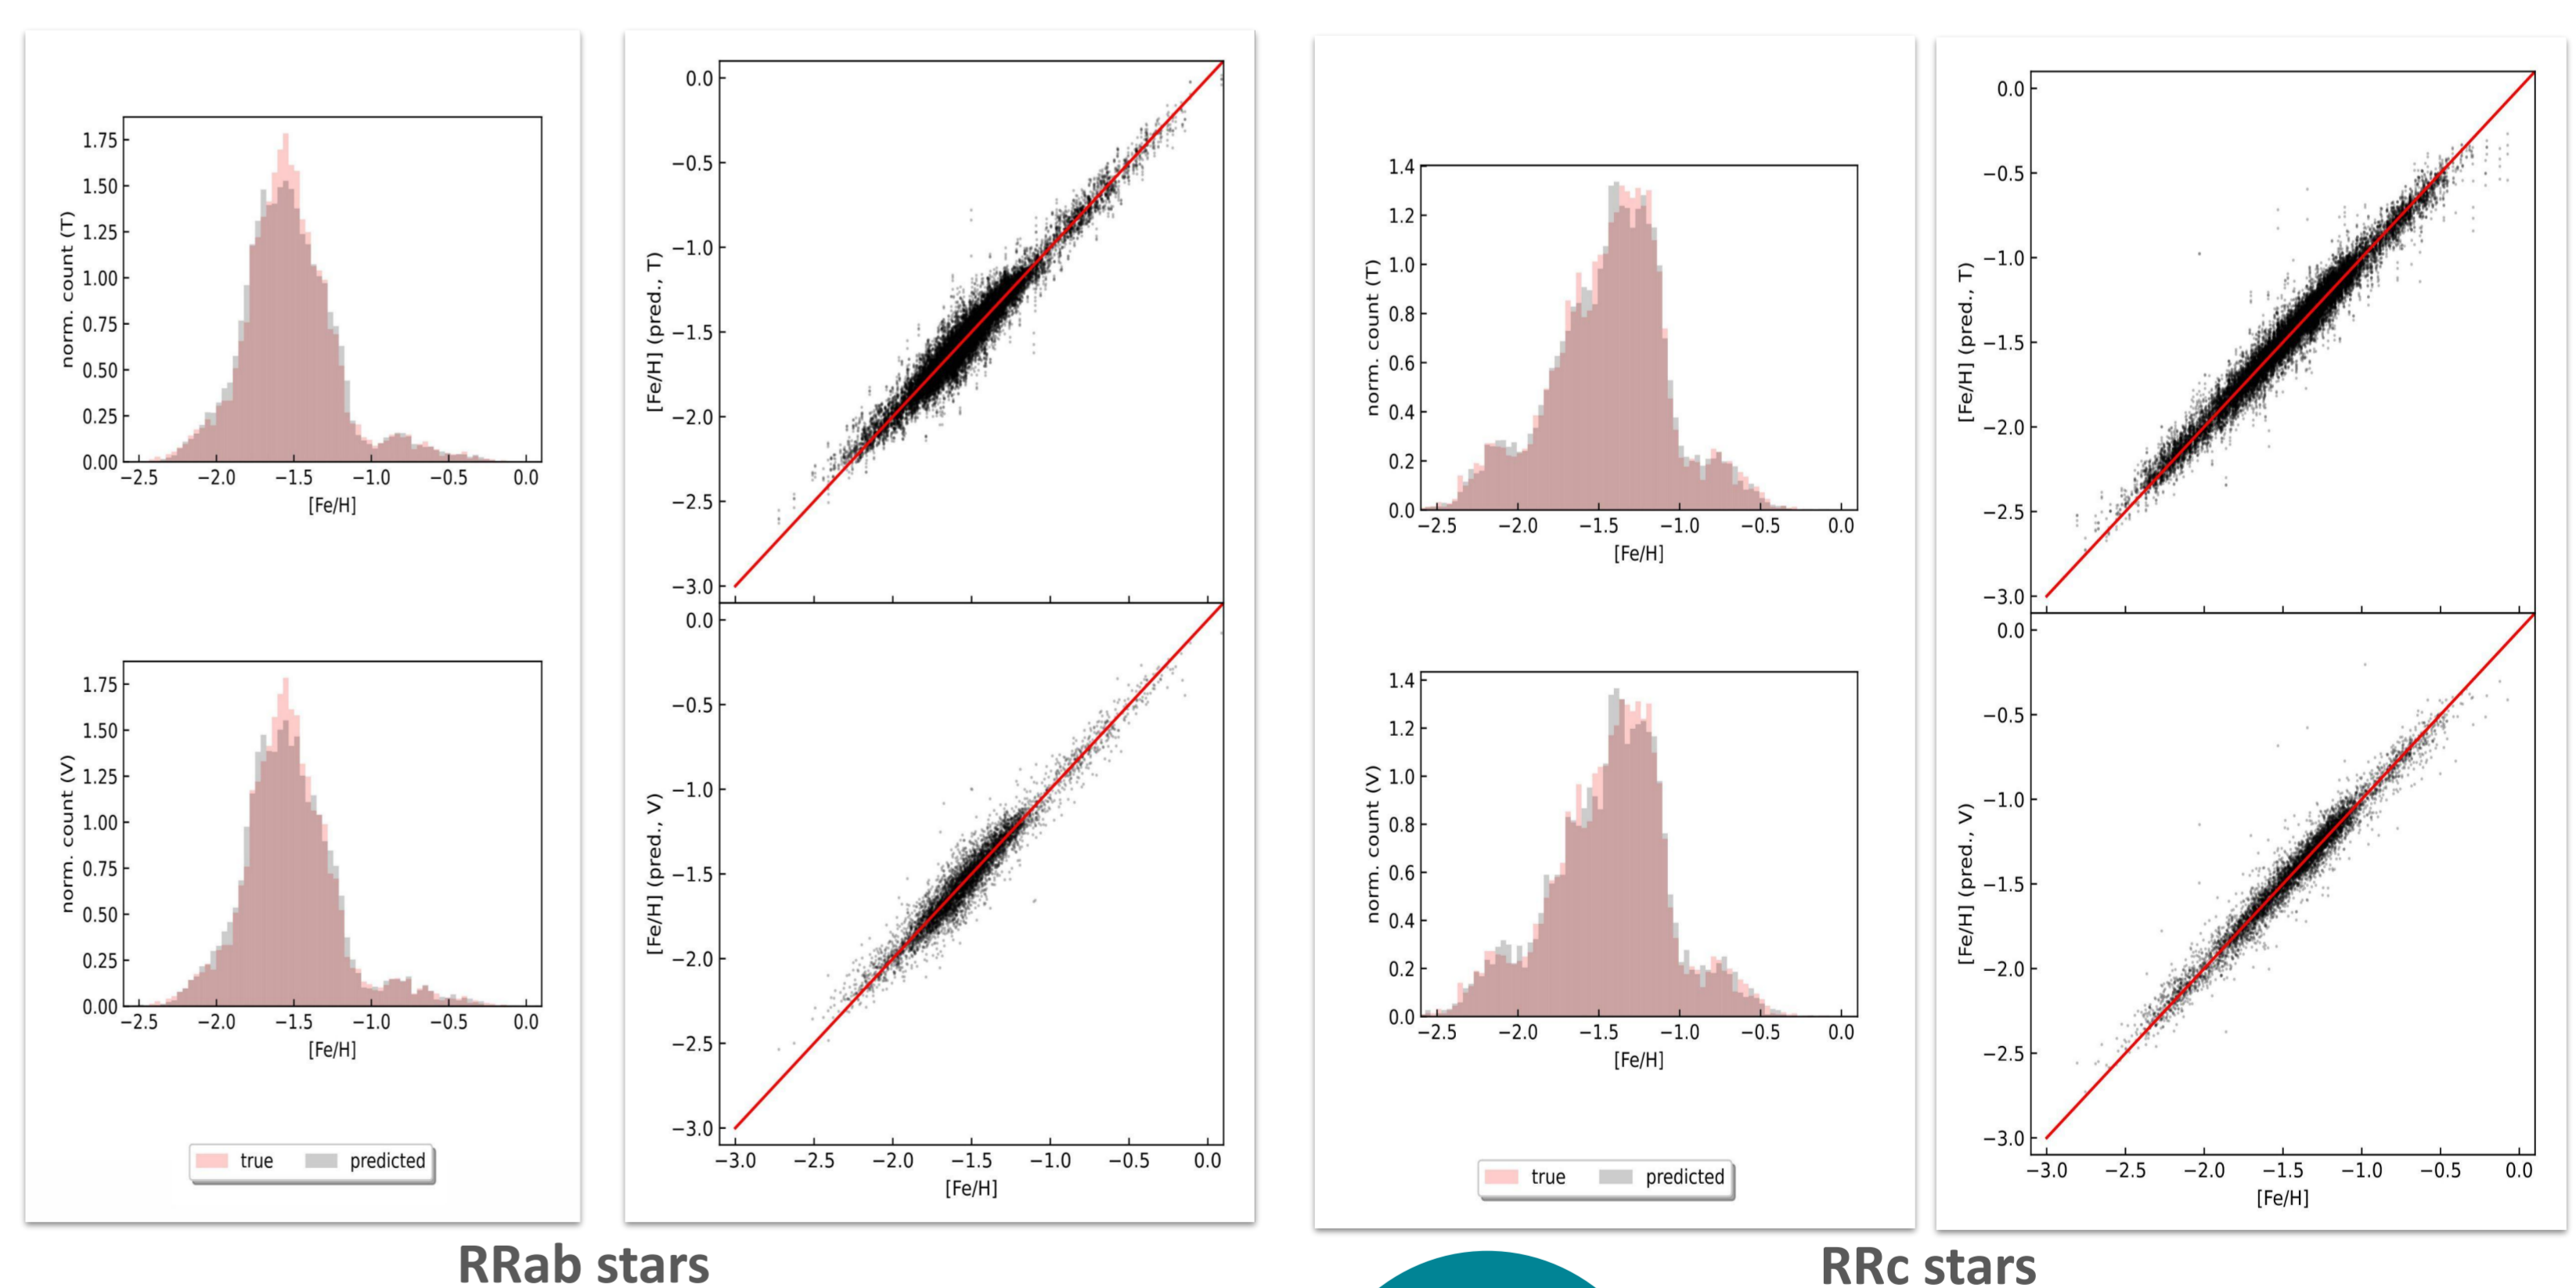 1.75
1.50
1.25
1.00
0.75
0.50
0.25
0.00
norm. count (T)
−2.5 −2.0 −1.5 −1.0 −0.5 0.0
[Fe/H]
1.75
1.50
1.25
1.00
0.75
0.50
0.25
0.00
norm. count (V)
−2.5 −2.0 −1.5 −1.0 −0.5 0.0
[Fe/H]
true predicted
0.0
−0.5
−1.0
−1.5
−2.0
−2.5
−3.0
[Fe/H] (pred., T)
0.0
−0.5
−1.0
−1.5
−2.0
−2.5
−3.0
[Fe/H] (pred., V)
−3.0 −2.5 −2.0 −1.5 −1.0 −0.5 0.0
[Fe/H]
RRab stars
1.4
1.2
1.0
0.8
0.6
0.4
0.2
0.0
norm. count (T)
−2.5 −2.0 −1.5 −1.0 −0.5 0.0
[Fe/H]
1.4
1.2
1.0
0.8
0.6
0.4
0.2
0.0
norm. count (V)
−2.5 −2.0 −1.5 −1.0 −0.5 0.0
[Fe/H]
true predicted
0.0
−0.5
−1.0
−1.5
−2.0
−2.5
−3.0
[Fe/H] (pred., T)
0.0
−0.5
−1.0
−1.5
−2.0
−2.5
−3.0
[Fe/H] (pred., V)
−3.0 −2.5 −2.0 −1.5 −1.0 −0.5 0.0
[Fe/H]
RRc stars